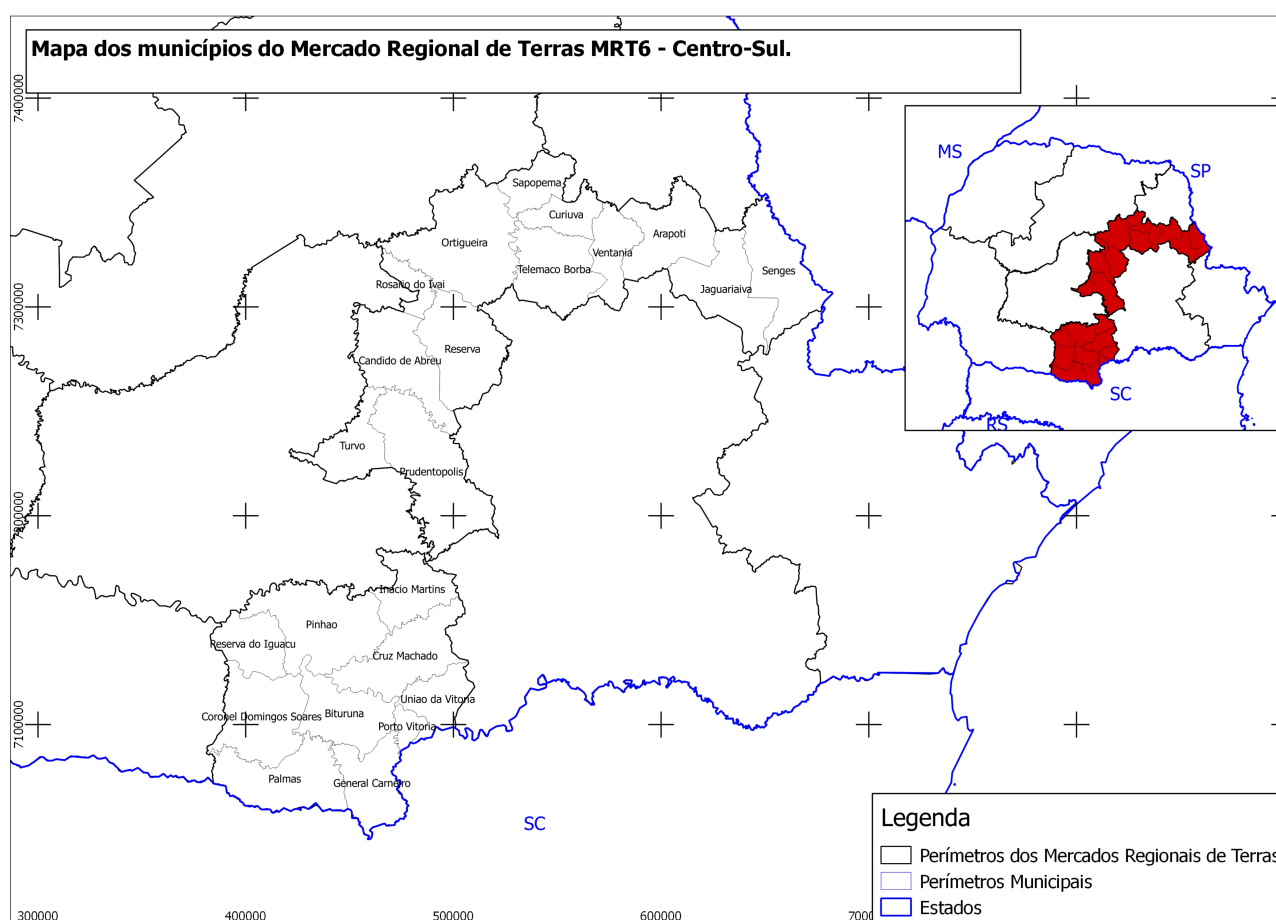 Mapa dos municípios do Mercado Regional de Terras MRT6 - Centro-Sul.
7400000
MS
SP
Sapopema
Curiuva
Arapoti
Ortigueira
Ventania
Telemaco Borba
Senges
Rosario do Ivai
Jaguariaiva
7300000
Reserva
Candido de Abreu
SC
RS
Turvo
Prudentopolis
7200000
Inacio Martins
Pinhao
Reserva do Iguacu
Cruz Machado
Uniao da Vitoria
Coronel Domingos Soares
Bituruna
Porto Vitoria
7100000
Palmas
General Carneiro
SC
Legenda
Perímetros dos Mercados Regionais de Terras
Perímetros Municipais
Estados
300000
400000
500000
600000